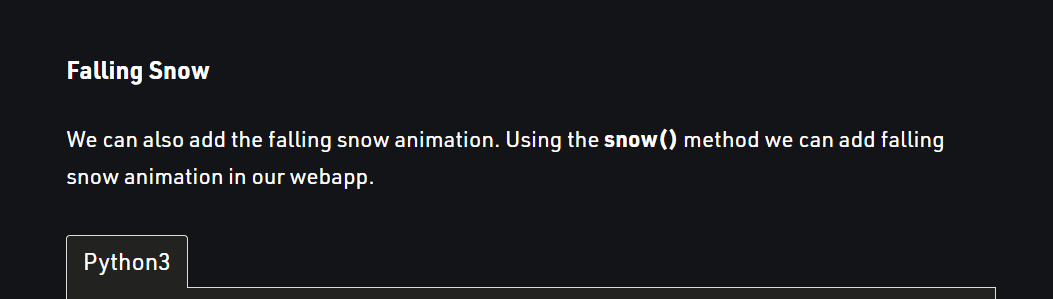 Falling Snow
We can also add the falling snow animation. Using the snow() method we can add falling
snow animation in our webapp.
Python3